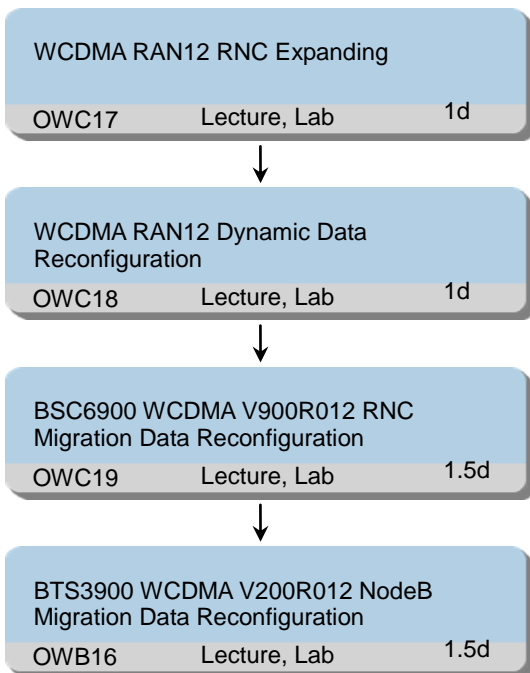 WCDMA RAN12 RNC Expanding
OWC17 Lecture, Lab 1d
WCDMA RAN12 Dynamic Data
Reconfiguration
OWC18 Lecture, Lab 1d
BSC6900 WCDMA V900R012 RNC
Migration Data Reconfiguration
OWC19 Lecture, Lab 1.5d
BTS3900 WCDMA V200R012 NodeB
Migration Data Reconfiguration
OWB16 Lecture, Lab 1.5d